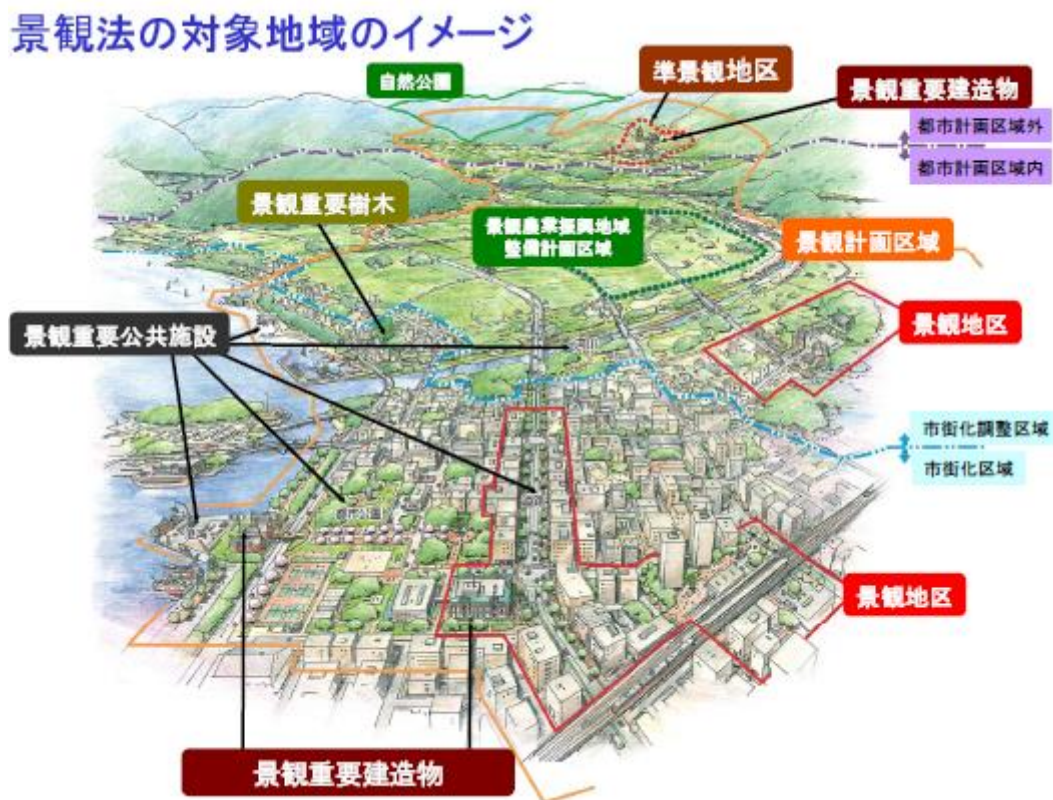 景観法の対象地域のイメージ
自然公園
準景観地区
景観重要建造物
都市計画区域外
都市計画区域内
景観重要樹木
景観農業振興地域
整備計画区域
景観計画区域
景観重要公共施設
景観地区
市街化調整区域
市街化区域
都市公園
景観地区
景観重要建造物